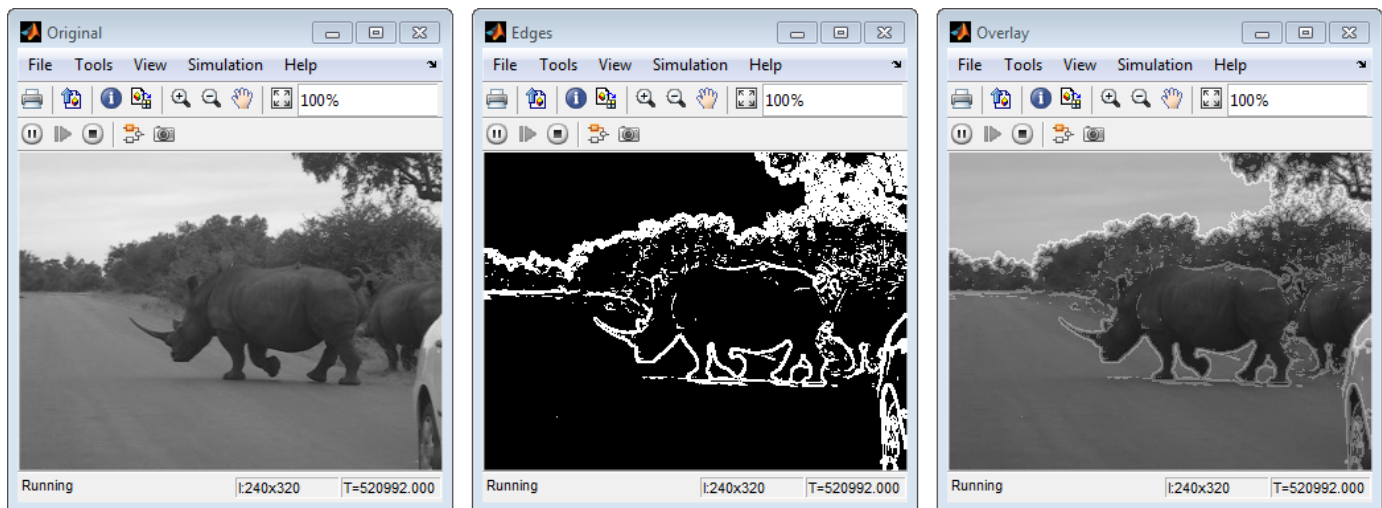 Original
File Tools View Simulation Help
100%
Running I:240x320 T=520992.000
Edges
File Tools View Simulation Help
100%
Running I:240x320 T=520992.000
Overlay
File Tools View Simulation Help
100%
Running I:240x320 T=520992.000